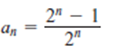 aₙ = (2ⁿ − 1) / 2ⁿ